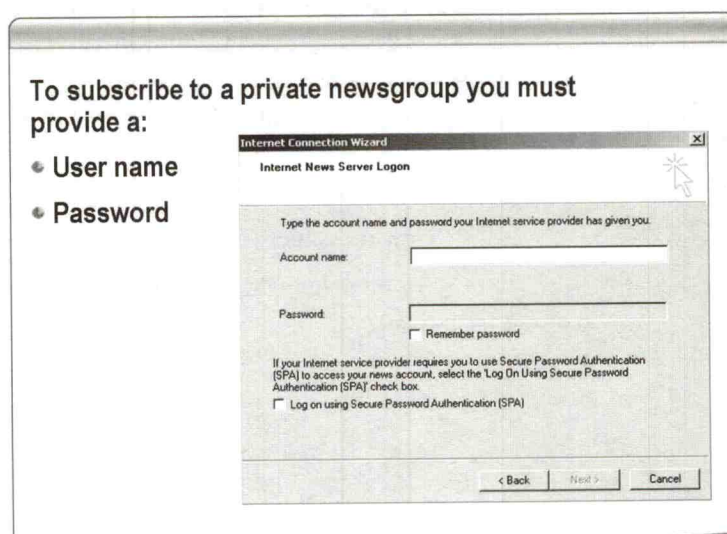 To subscribe to a private newsgroup you must
provide a:
User name
Password
Internet Connection Wizard
Internet News Server Logon
Type the account name and password your Internet service provider has given you.
Account name:
Password:
Remember password
If your Internet service provider requires you to use Secure Password Authentication
(SPA) to access your news account, select the 'Log On Using Secure Password
Authentication (SPA)' check box.
Log on using Secure Password Authentication (SPA)
< Back
Next >
Cancel